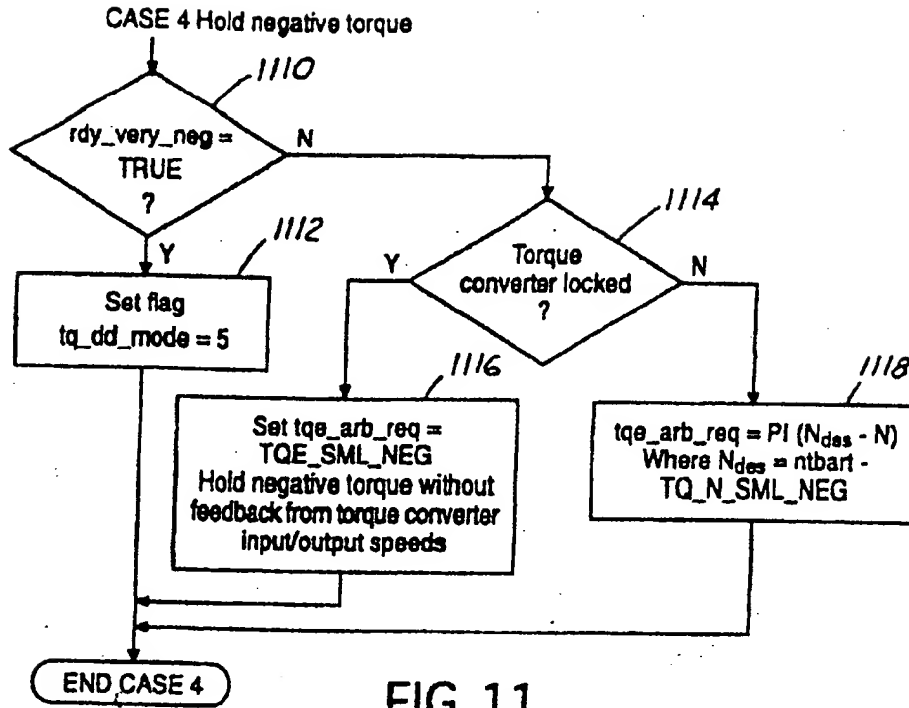 CASE 4 Hold negative torque
1110
rdy_very_neg =
TRUE
?
N
Y
1112
Set flag
tq_dd_mode = 5
1114
Torque
converter locked
?
Y
N
1116
Set tqe_arb_req =
TQE_SML_NEG
Hold negative torque without
feedback from torque converter
input/output speeds
1118
tqe_arb_req = PI (Ndes - N)
Where Ndes = ntbart -
TQ_N_SML_NEG
END CASE 4
FIG. 11